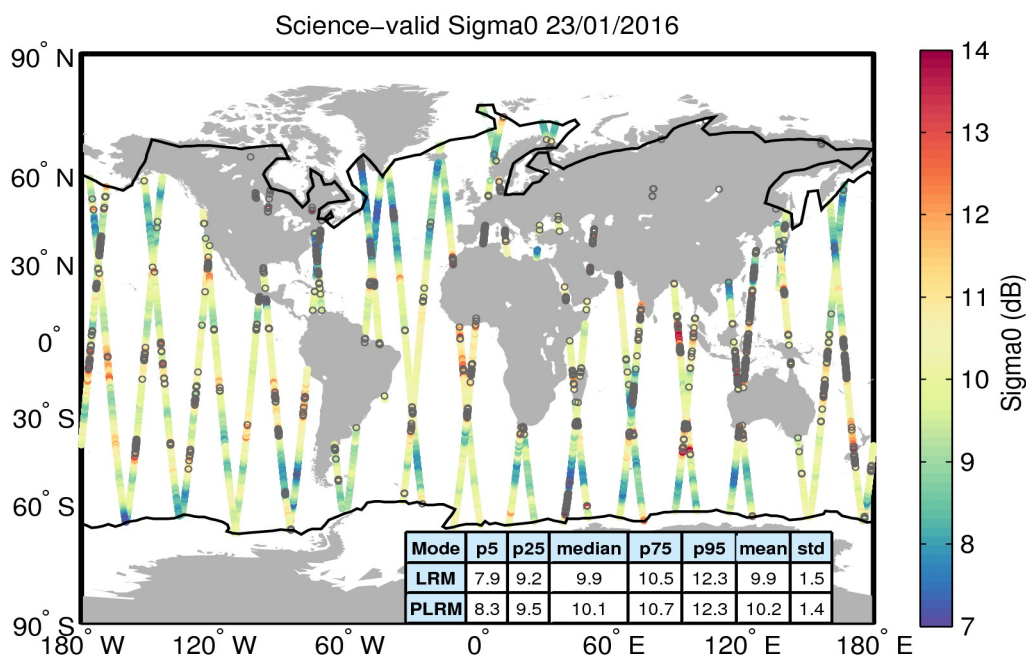 Science−valid Sigma0 23/01/2016
90° N
60° N
30° N
0°
30° S
60° S
90° S
180° W
120° W
60° W
0°
60° E
120° E
180° E
Mode p5 p25 median p75 p95 mean std
LRM 7.9 9.2 9.9 10.5 12.3 9.9 1.5
PLRM 8.3 9.5 10.1 10.7 12.3 10.2 1.4
14
13
12
11
10
9
8
7
Sigma0 (dB)